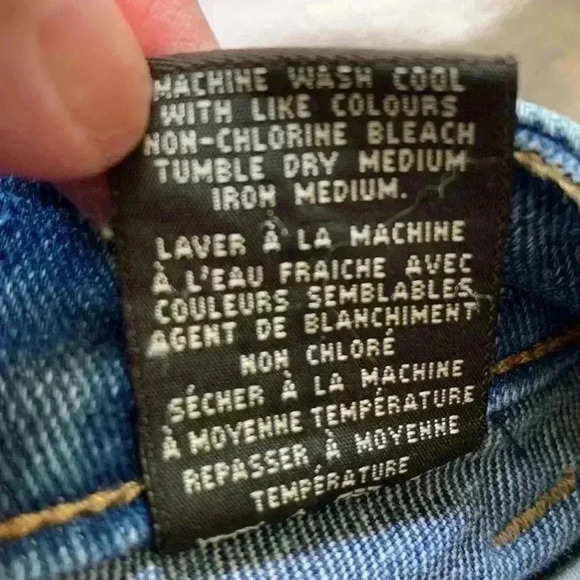 MACHINE WASH COOL
WITH LIKE COLOURS
NON-CHLORINE BLEACH
TUMBLE DRY MEDIUM
IRON MEDIUM.
LAVER À LA MACHINE
À L'EAU FRAICHE AVEC
COULEURS SEMBLABLES
AGENT DE BLANCHIMENT
NON CHLORÉ
SÉCHER À LA MACHINE
À MOYENNE TEMPÉRATURE
REPASSER À MOYENNE
TEMPÉRATURE